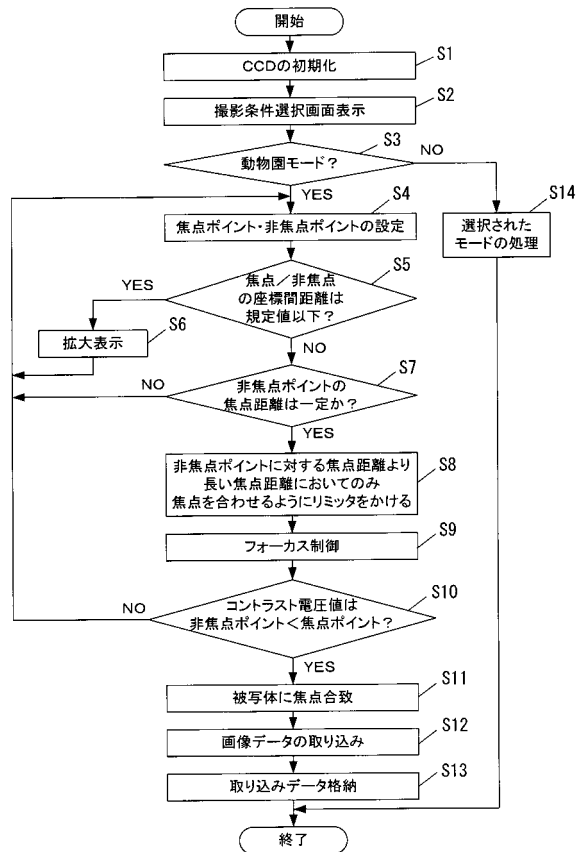 開始
S1
CCDの初期化
S2
撮影条件選択画面表示
S3
動物園モード?
NO
YES
S4
S14
焦点ポイント・非焦点ポイントの設定
選択された
モードの処理
S5
焦点/非焦点
の座標間距離は
規定値以下?
YES
S6
拡大表示
NO
S7
非焦点ポイントの
焦点距離は一定か?
NO
YES
S8
非焦点ポイントに対する焦点距離より
長い焦点距離においてのみ
焦点を合わせるようにリミッタをかける
S9
フォーカス制御
S10
コントラスト電圧値は
非焦点ポイント<焦点ポイント?
NO
YES
S11
被写体に焦点合致
S12
画像データの取り込み
S13
取り込みデータ格納
終了